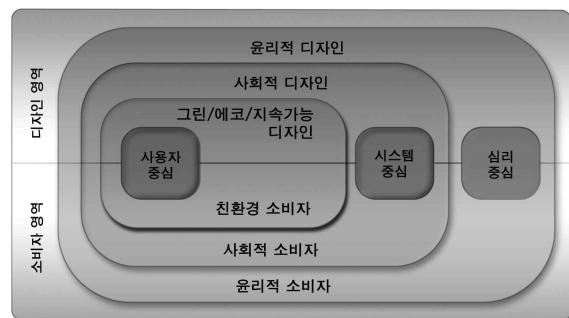 윤리적 디자인
사회적 디자인
그린/에코/지속가능
디자인
디자인 영역
사용자
중심
시스템
중심
심리
중심
친환경 소비자
소비자 영역
사회적 소비자
윤리적 소비자